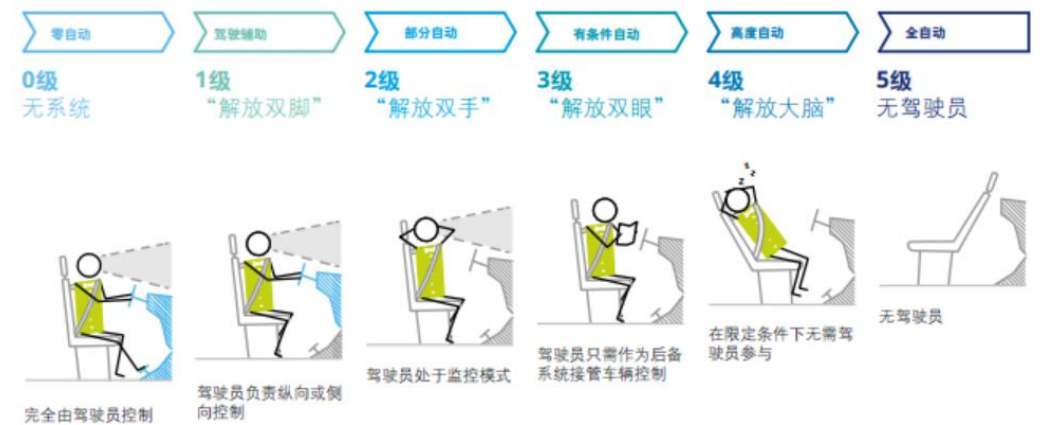 零自动
驾驶辅助
部分自动
有条件自动
高度自动
全自动
0级
无系统
1级
“解放双脚”
2级
“解放双手”
3级
“解放双眼”
4级
“解放大脑”
5级
无驾驶员
z z z
完全由驾驶员控制
驾驶员负责纵向或侧
向控制
驾驶员处于监控模式
驾驶员只需作为后备
系统接管车辆控制
在限定条件下无需驾
驶员参与
无驾驶员